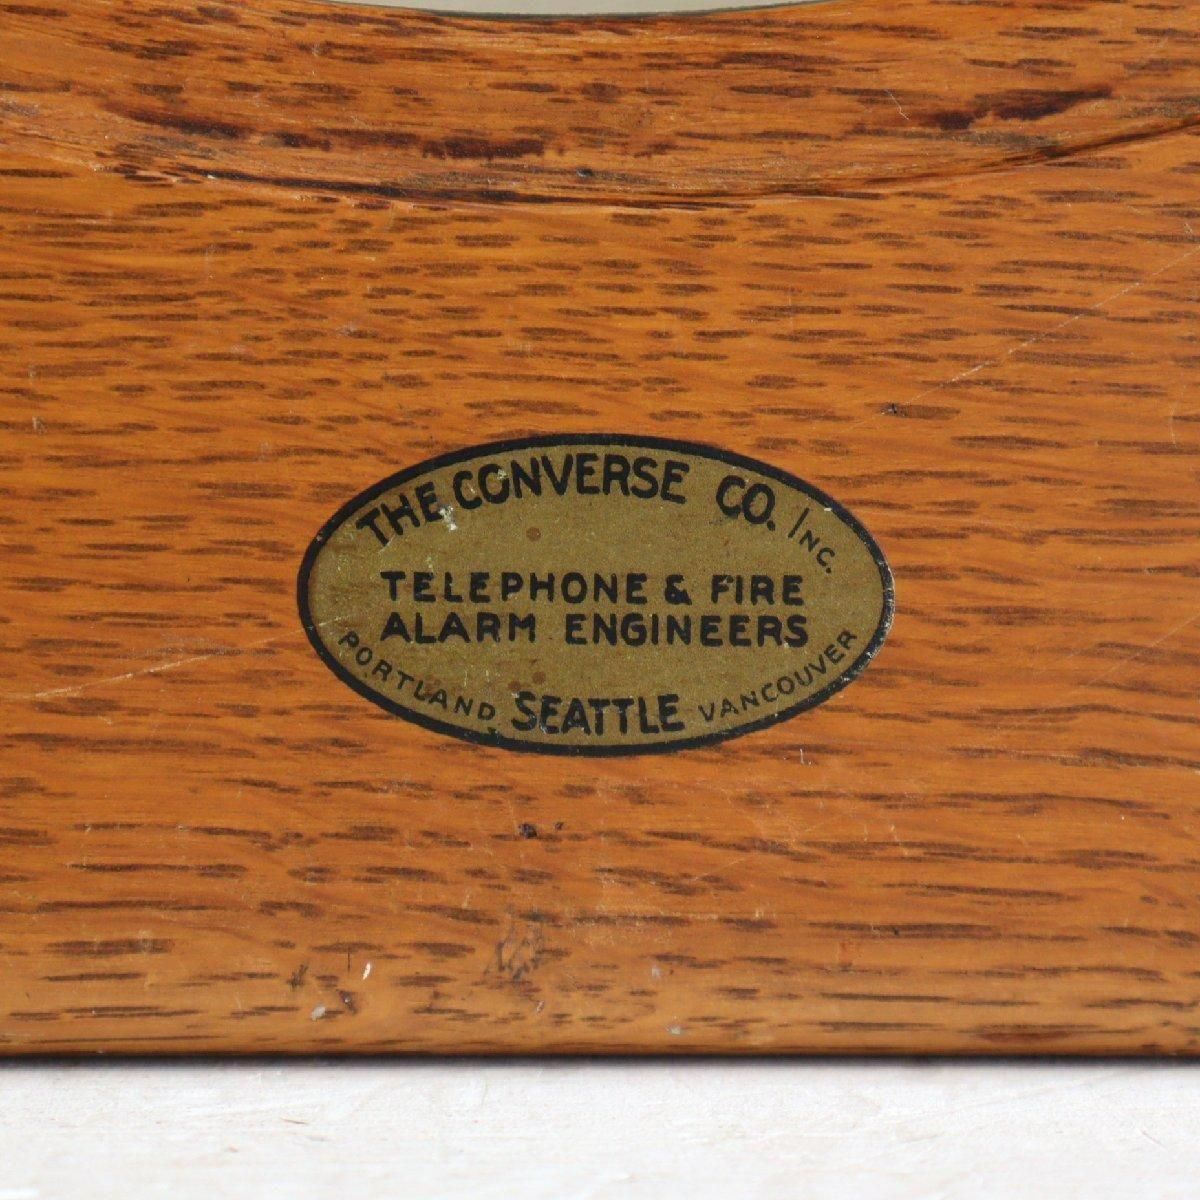 THE CONVERSE CO. INC.
TELEPHONE & FIRE
ALARM ENGINEERS
PORTLAND SEATTLE VANCOUVER